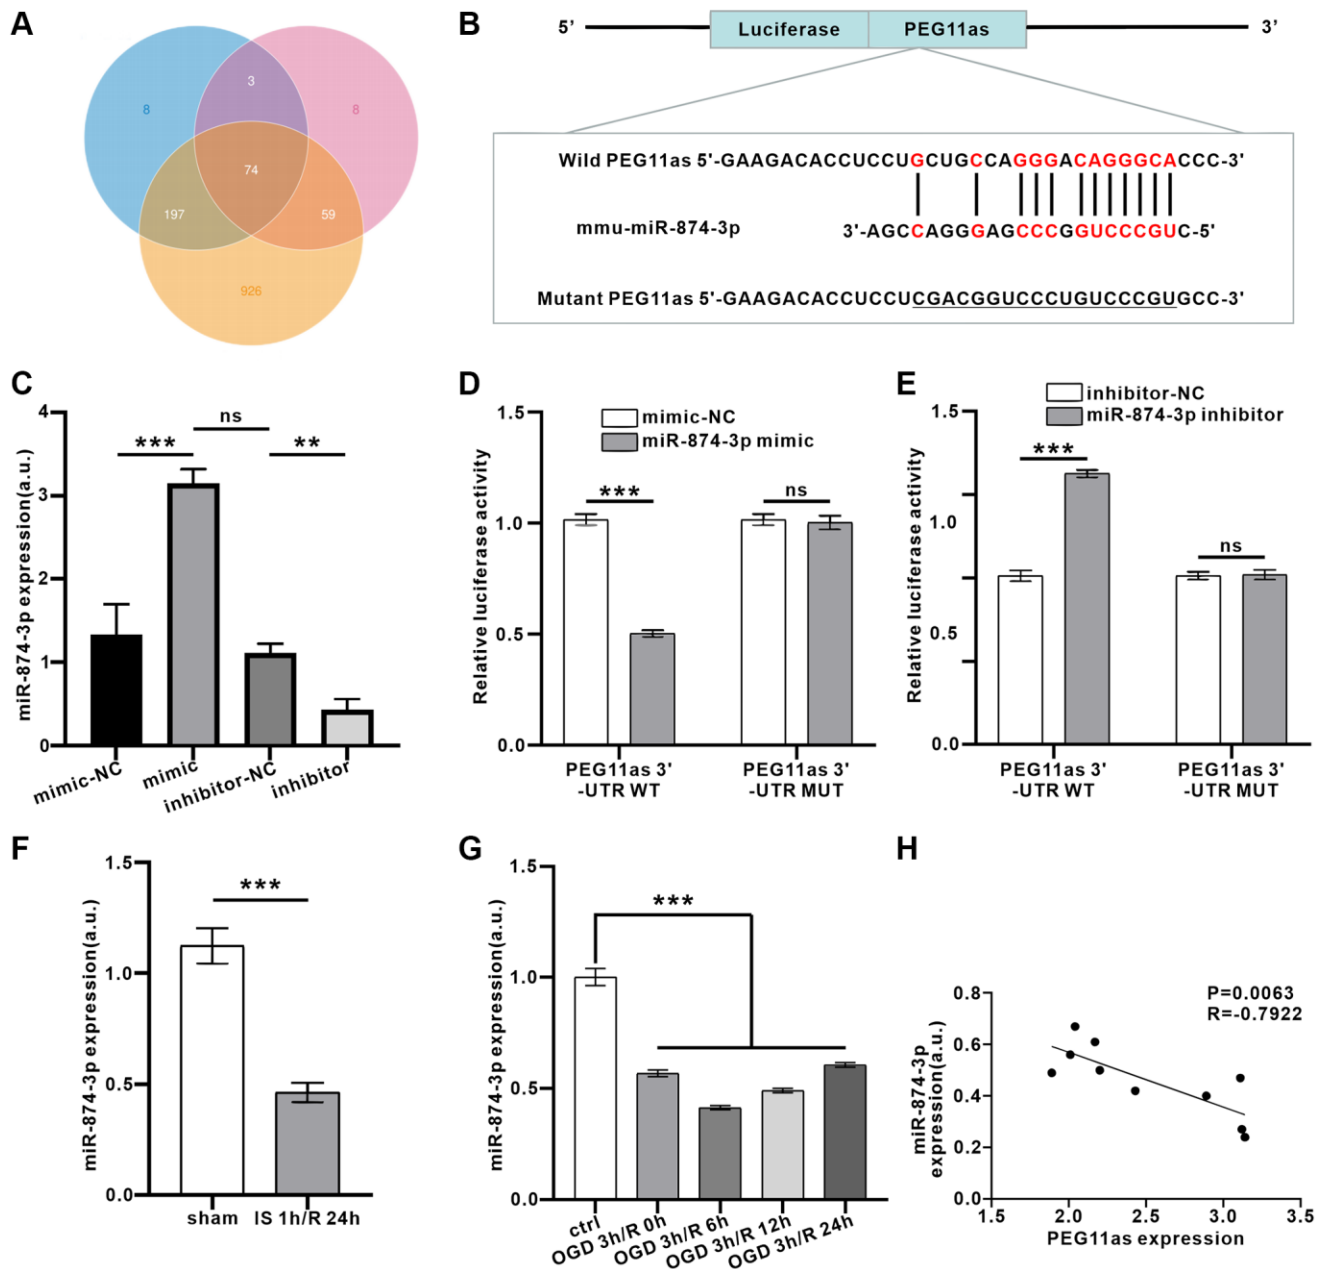 A
3
8
8
74
197
59
926
B
5’
Luciferase
PEG11as
3’
Wild PEG11as 5'-GAAGACACCUCCUGCUGCCAGGGACAGGGCACCC-3'
mmu-miR-874-3p
3'-AGCCAGGGAGCCCGGUCCCGUC-5'
Mutant PEG11as 5'-GAAGACACCUCCUCGACGGUCCCUGUCCCGUGCC-3'
C
miR-874-3p expression(a.u.)
4
3
2
1
0
***
ns
**
mimic-NC
mimic
inhibitor-NC
inhibitor
D
Relative luciferase activity
1.5
1.0
0.5
0.0
mimic-NC
miR-874-3p mimic
***
ns
PEG11as 3'
-UTR WT
PEG11as 3'
-UTR MUT
E
Relative luciferase activity
1.5
1.0
0.5
0.0
inhibitor-NC
miR-874-3p inhibitor
***
ns
PEG11as 3'
-UTR WT
PEG11as 3'
-UTR MUT
F
miR-874-3p expression(a.u.)
1.5
1.0
0.5
0.0
***
sham
IS 1h/R 24h
G
miR-874-3p expression(a.u.)
1.5
1.0
0.5
0.0
***
ctrl
OGD 3h/R 0h
OGD 3h/R 6h
OGD 3h/R 12h
OGD 3h/R 24h
H
miR-874-3p
expression(a.u.)
0.8
0.6
0.4
0.2
0.0
P=0.0063
R=-0.7922
1.5
2.0
2.5
3.0
3.5
PEG11as expression